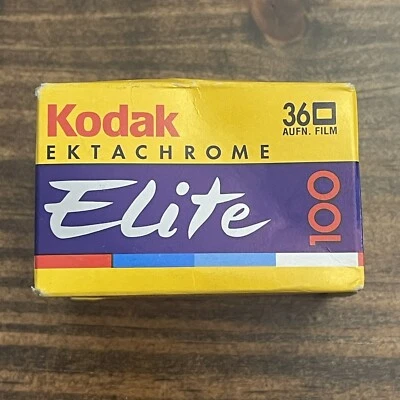 Kodak
36
AUFN. FILM
EKTACHROME
Elite
100